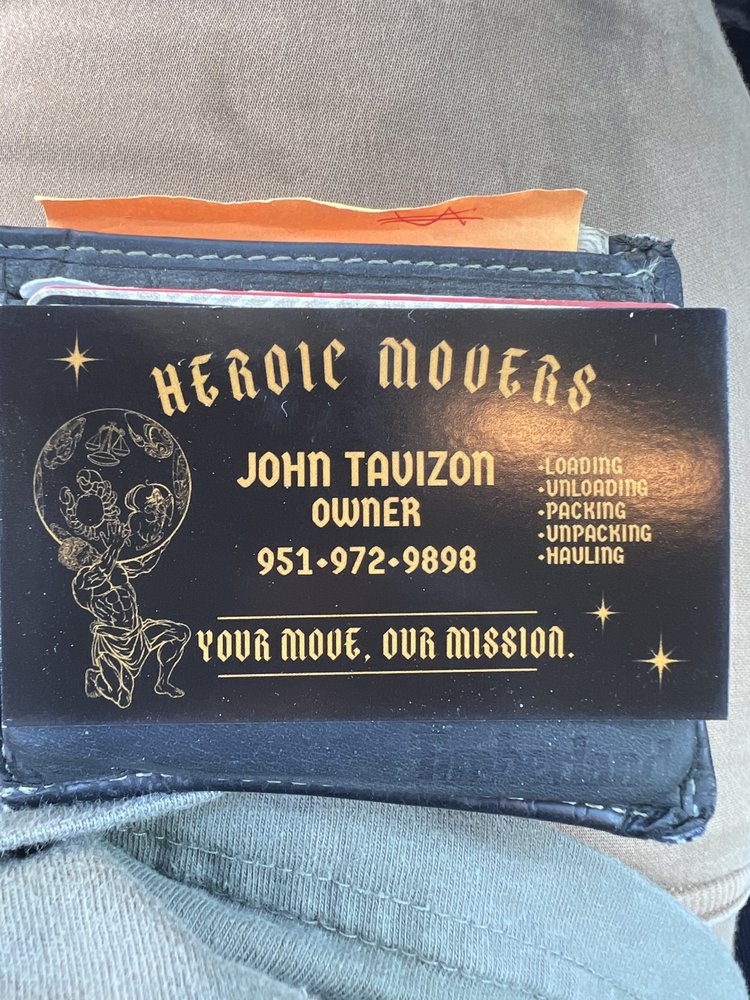 HEROIC MOVERS
JOHN TAVIZON
OWNER
951•972•9898
•LOADING
•UNLOADING
•PACKING
•UNPACKING
•HAULING
YOUR MOVE, OUR MISSION.